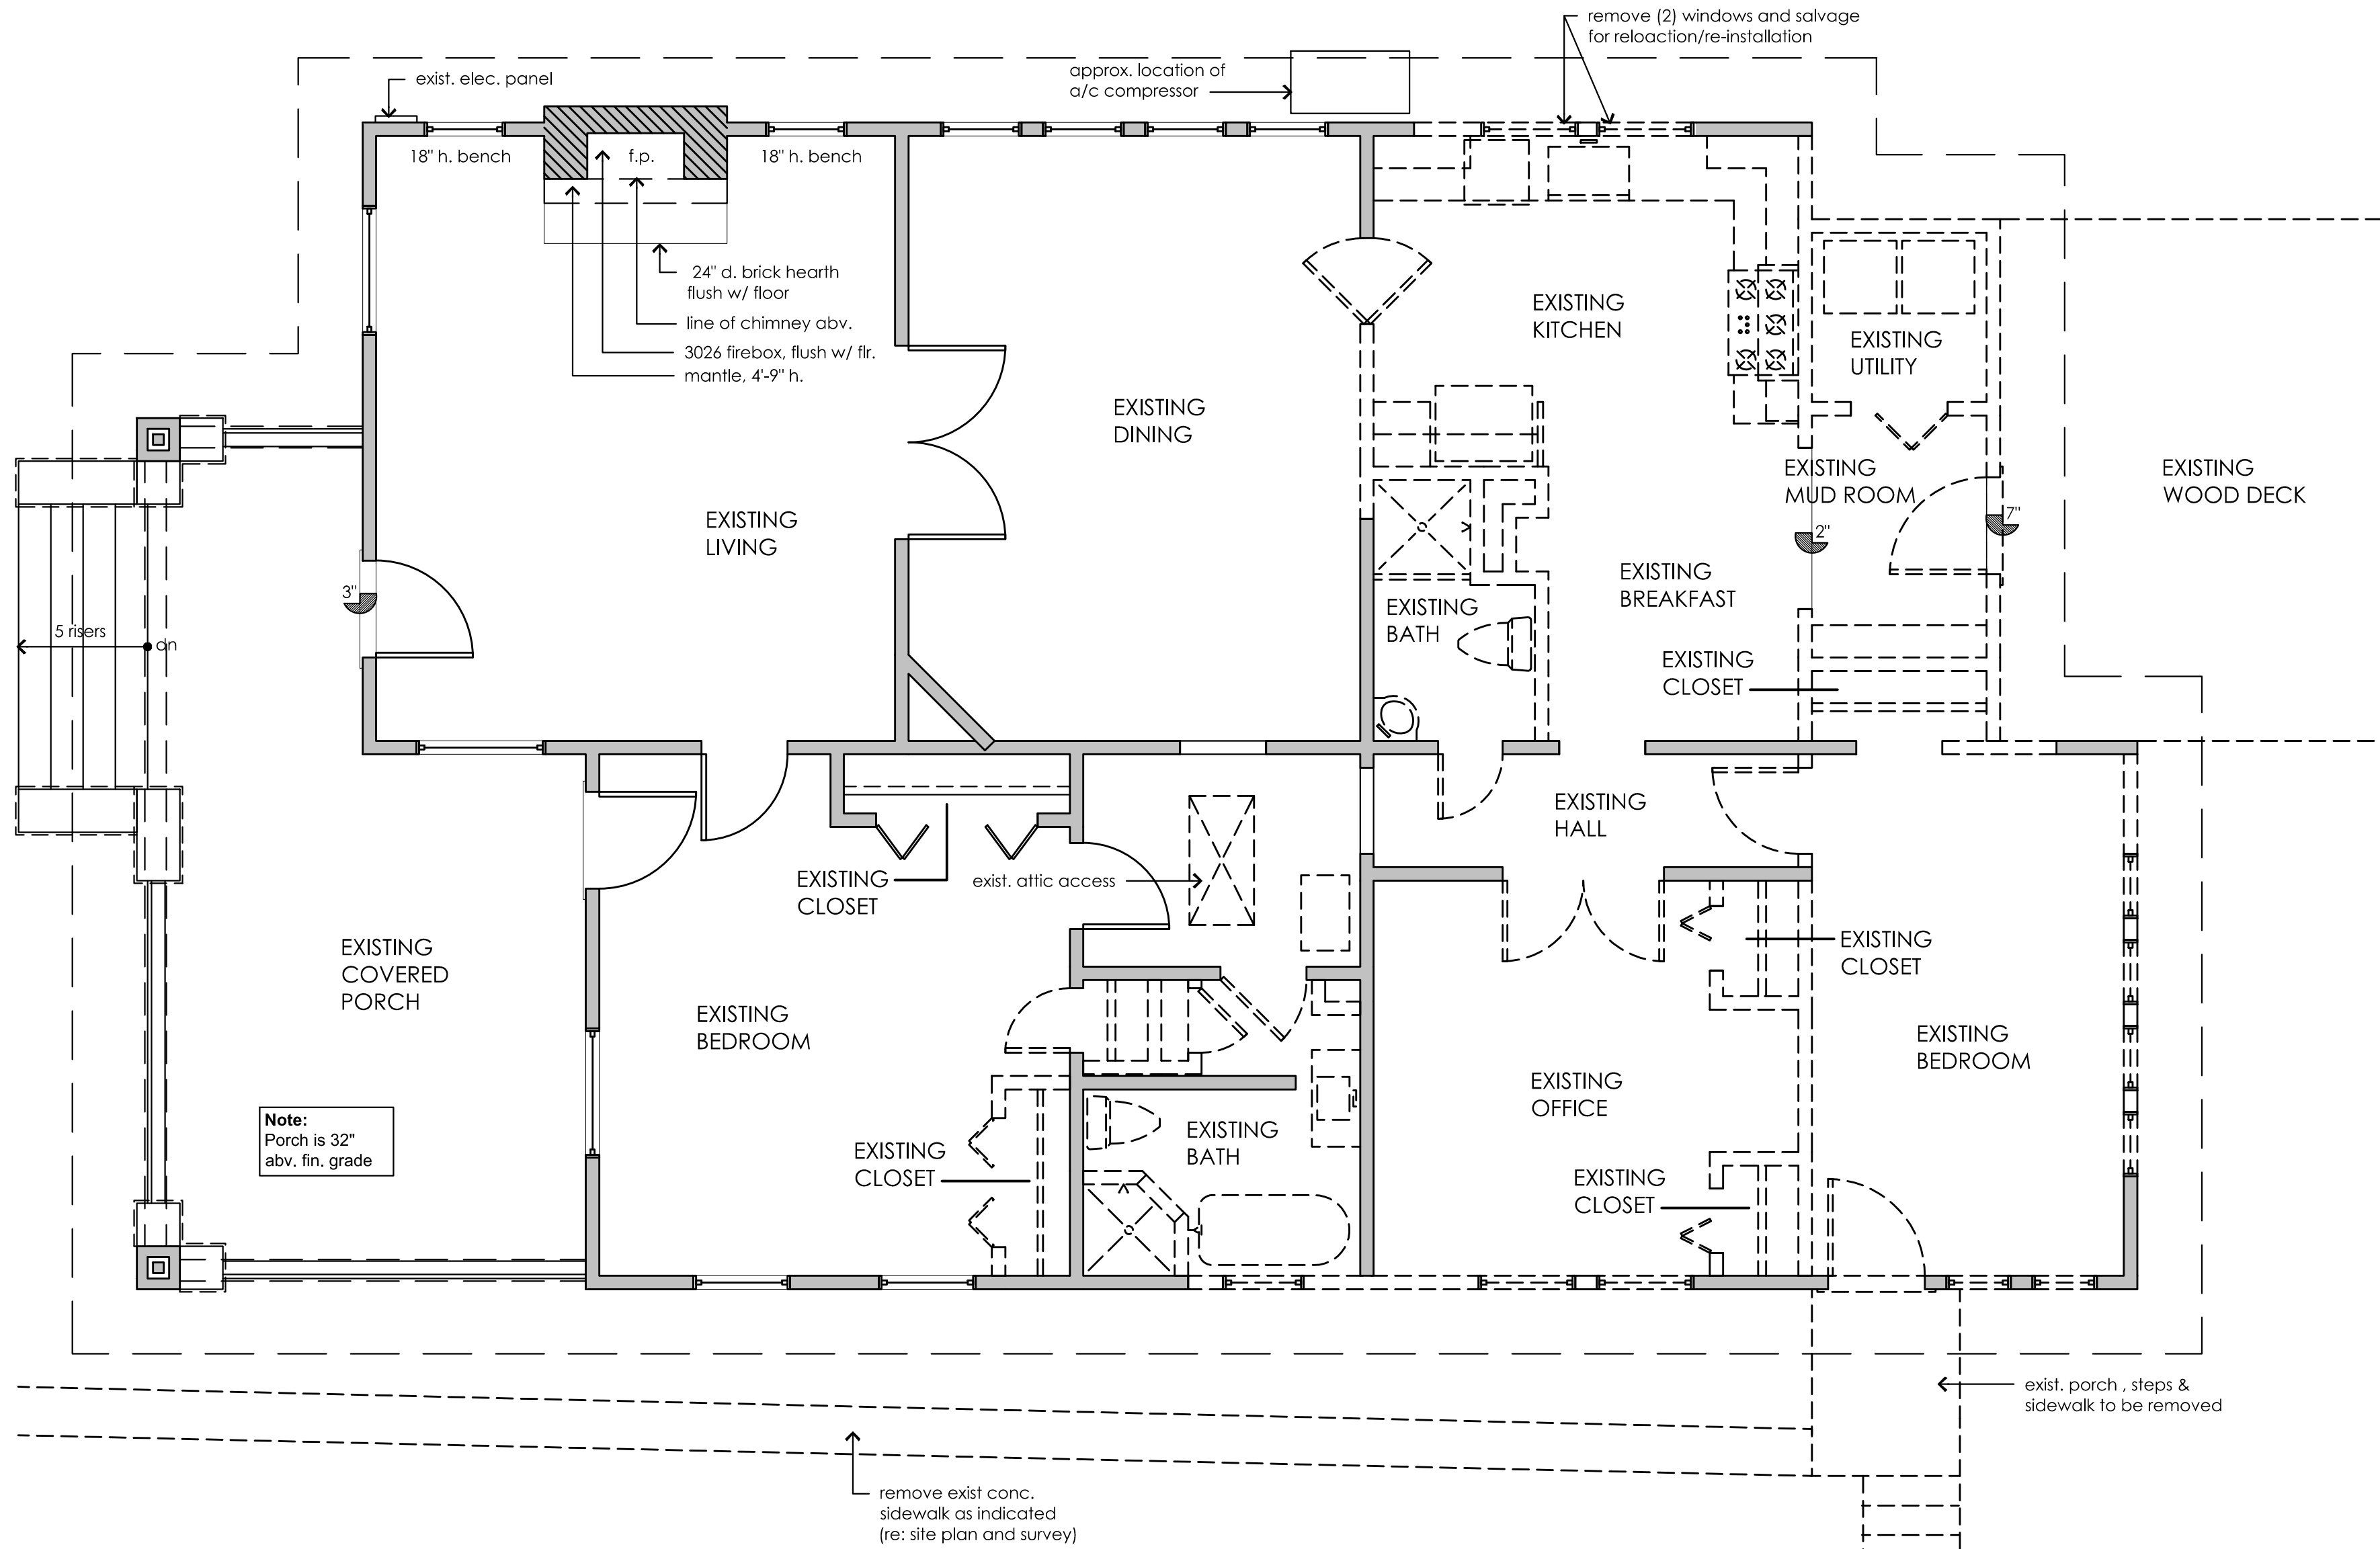 remove (2) windows and salvage
for reloaction/re-installation
exist. elec. panel
approx. location of
a/c compressor
18" h. bench
f.p.
18" h. bench
24" d. brick hearth
flush w/ floor
line of chimney abv.
3026 firebox, flush w/ flr.
mantle, 4'-9" h.
EXISTING
KITCHEN
EXISTING
UTILITY
EXISTING
DINING
EXISTING
MUD ROOM
EXISTING
WOOD DECK
EXISTING
LIVING
7"
2"
3"
EXISTING
BREAKFAST
EXISTING
BATH
5 risers
dn
EXISTING
CLOSET
EXISTING
HALL
EXISTING
CLOSET
exist. attic access
EXISTING
COVERED
PORCH
EXISTING
CLOSET
EXISTING
BEDROOM
EXISTING
BEDROOM
EXISTING
OFFICE
Note:
Porch is 32"
abv. fin. grade
EXISTING
CLOSET
EXISTING
BATH
EXISTING
CLOSET
exist. porch , steps &
sidewalk to be removed
remove exist conc.
sidewalk as indicated
(re: site plan and survey)